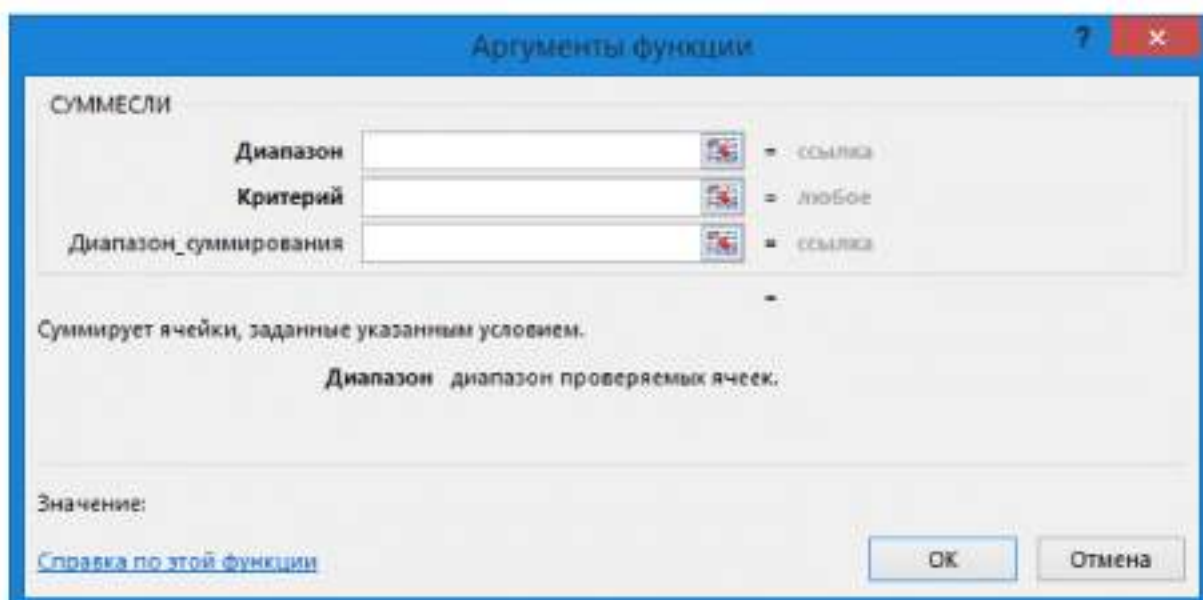 Аргументы функции ?
СУММЕСЛИ
Диапазон = ссылка
Критерий = любое
Диапазон_суммирования = ссылка
=
Суммирует ячейки, заданные указанным условием.
Диапазон диапазон проверяемых ячеек.
Значение:
Справка по этой функции
ОК
Отмена